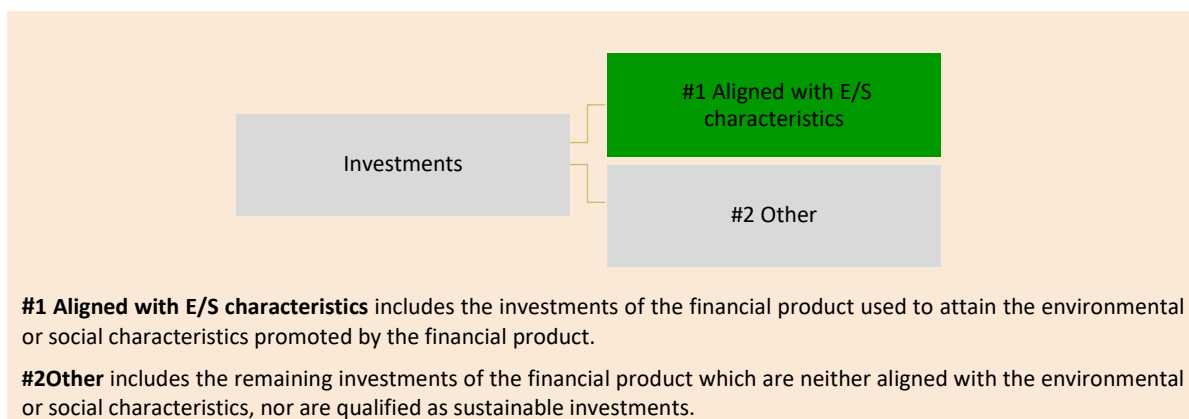 #1 Aligned with E/S
characteristics
Investments
#2 Other
#1 Aligned with E/S characteristics includes the investments of the financial product used to attain the environmental
or social characteristics promoted by the financial product.
#2Other includes the remaining investments of the financial product which are neither aligned with the environmental
or social characteristics, nor are qualified as sustainable investments.